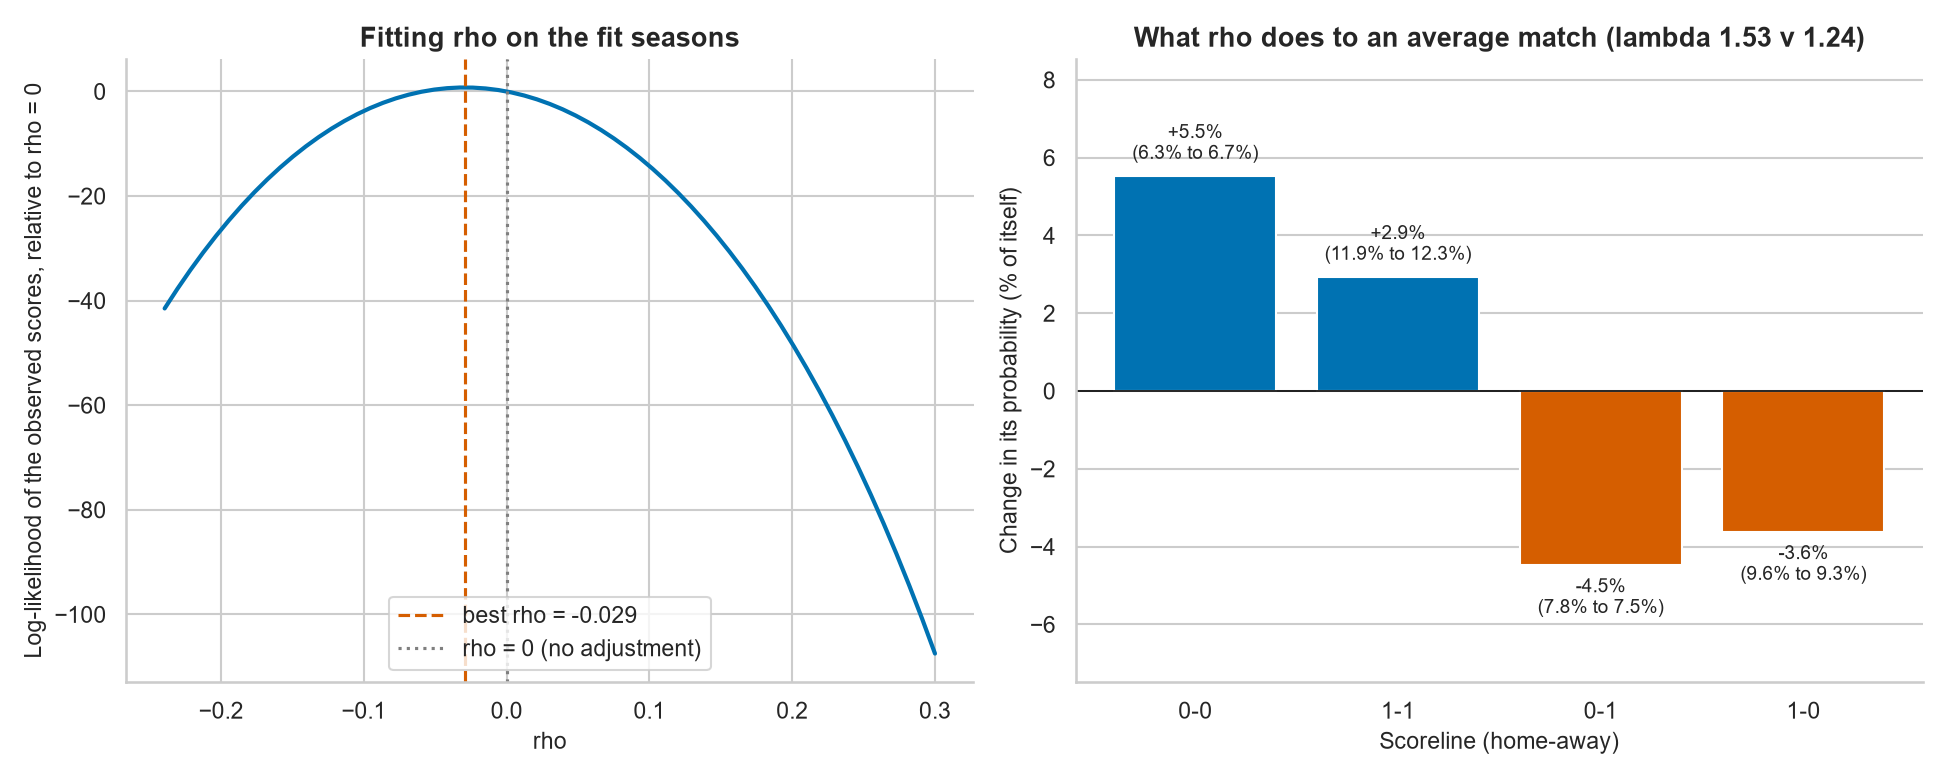 Fitting rho on the fit seasons
Log-likelihood of the observed scores, relative to rho = 0
0
−20
−40
−60
−80
−100
best rho = -0.029
rho = 0 (no adjustment)
−0.2
−0.1
0.0
0.1
0.2
0.3
rho
What rho does to an average match (lambda 1.53 v 1.24)
Change in its probability (% of itself)
8
6
4
2
0
−2
−4
−6
+5.5%
(6.3% to 6.7%)
+2.9%
(11.9% to 12.3%)
-4.5%
(7.8% to 7.5%)
-3.6%
(9.6% to 9.3%)
0-0
1-1
0-1
1-0
Scoreline (home-away)